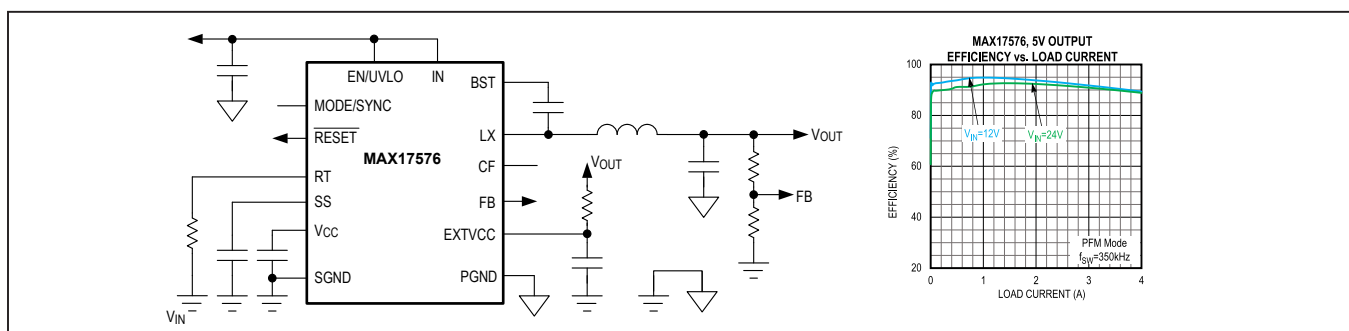 EN/UVLO
IN
MODE/SYNC
RESET
RT
SS
VCC
SGND
MAX17576
BST
LX
CF
FB
EXTVCC
PGND
VIN
VOUT
VOUT
FB
MAX17576, 5V OUTPUT
EFFICIENCY vs. LOAD CURRENT
100
80
60
40
20
EFFICIENCY (%)
VIN=12V
VIN=24V
PFM Mode
fSW=350kHz
0
1
2
3
4
LOAD CURRENT (A)